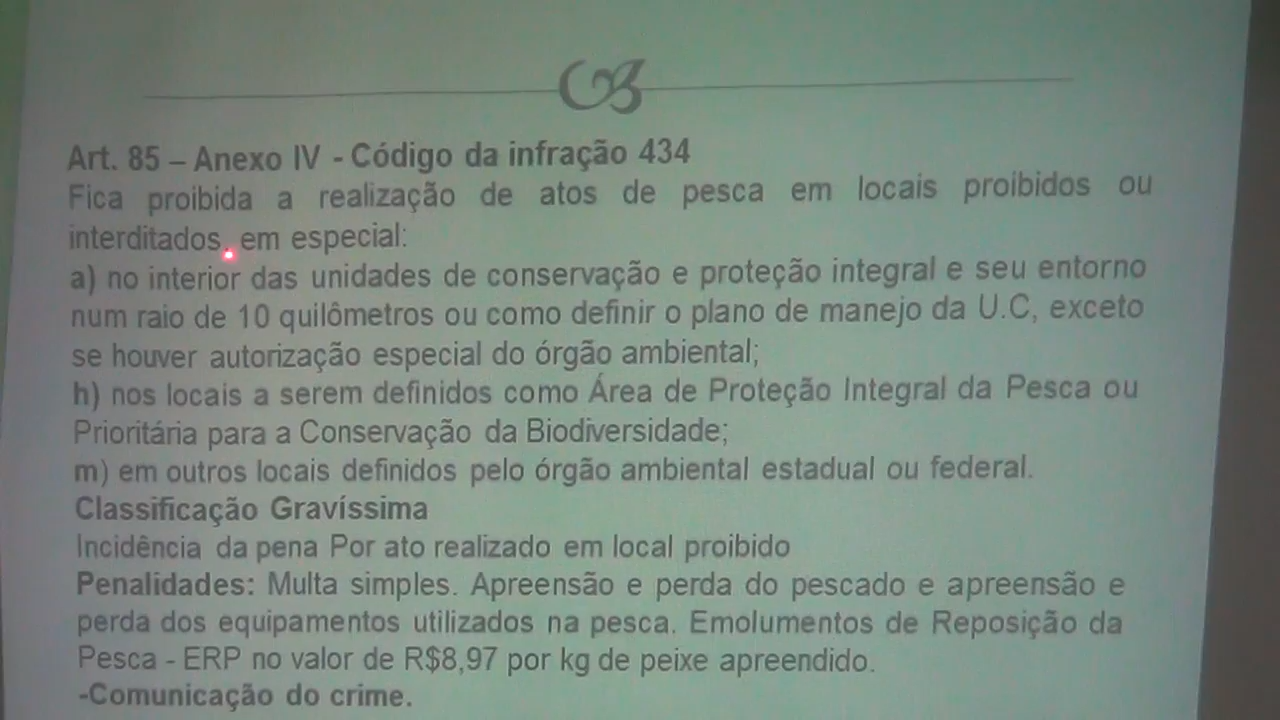 Art. 85 – Anexo IV - Código da infração 434
Fica proibida a realização de atos de pesca em locais proibidos ou
interditados, em especial:
a) no interior das unidades de conservação e proteção integral e seu entorno
num raio de 10 quilômetros ou como definir o plano de manejo da U.C, exceto
se houver autorização especial do órgão ambiental;
h) nos locais a serem definidos como Área de Proteção Integral da Pesca ou
Prioritária para a Conservação da Biodiversidade;
m) em outros locais definidos pelo órgão ambiental estadual ou federal.
Classificação Gravíssima
Incidência da pena Por ato realizado em local proibido
Penalidades: Multa simples. Apreensão e perda do pescado e apreensão e
perda dos equipamentos utilizados na pesca. Emolumentos de Reposição da
Pesca - ERP no valor de R$8,97 por kg de peixe apreendido.
-Comunicação do crime.